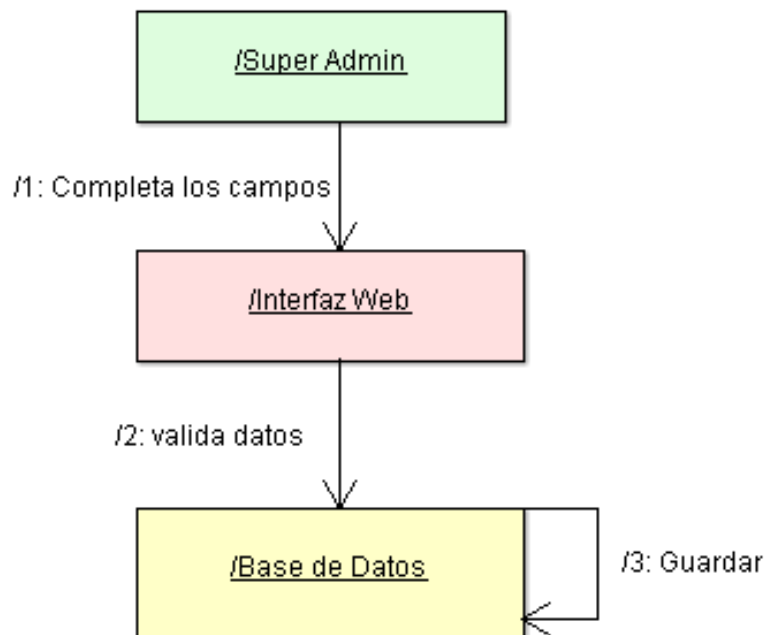 /Super Admin
/1: Completa los campos
/Interfaz Web
/2: valida datos
/Base de Datos
/3: Guardar